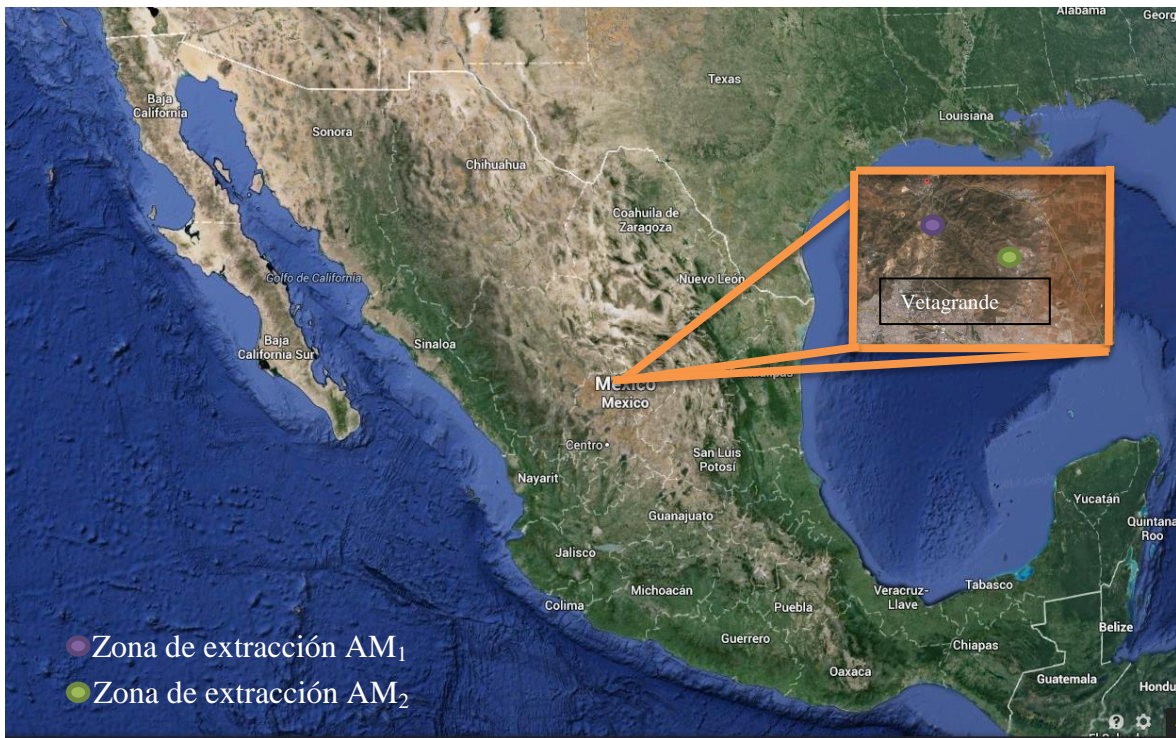 Alabama
Georg
Texas
Louisiana
Baja
California
Sonora
Chihuahua
Coahuila de
Zaragoza
Golfo de California
Nuevo León
Vetagrande
Baja
California Sur
Sinaloa
México
Mexico
Centro
San Luis
Potosí
Nayarit
Yucatán
Guanajuato
Quintana
Roo
Jalisco
Michoacán
Veracruz-
Llave
Tabasco
Colima
Puebla
Belize
Guerrero
Chiapas
Zona de extracción AM₁
Oaxaca
Guatemala
Hondu
Zona de extracción AM₂